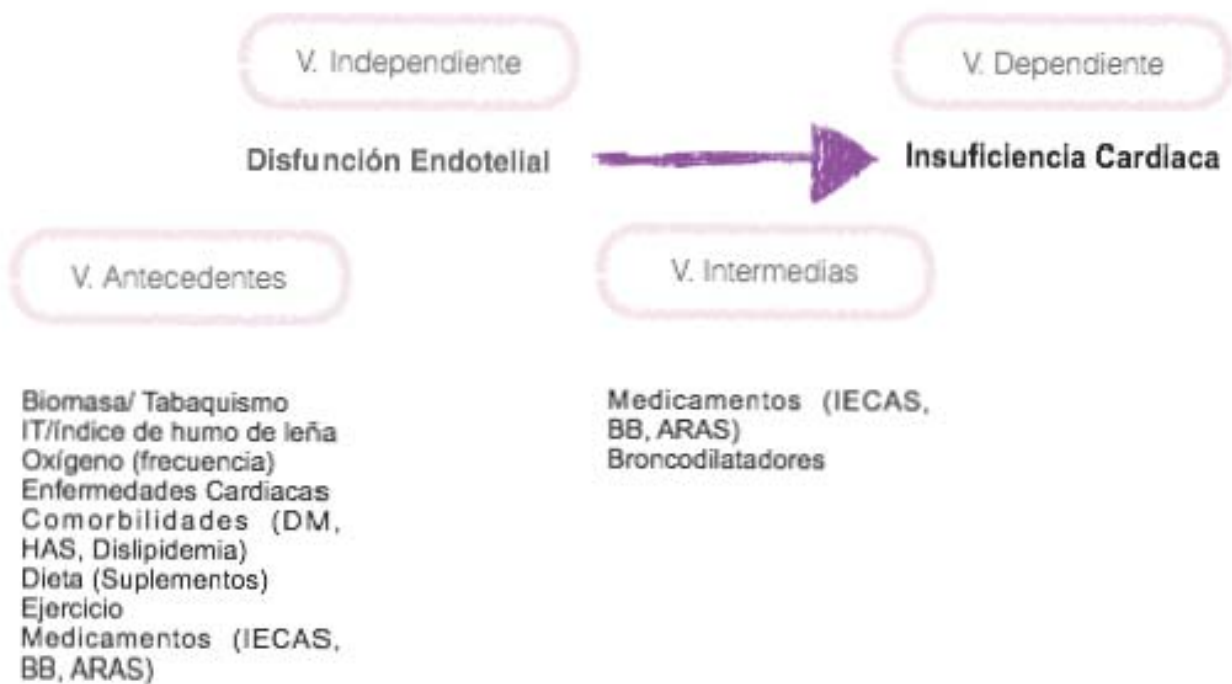 V. Independiente
V. Dependiente
Disfunción Endotelial
Insuficiencia Cardiaca
V. Antecedentes
V. Intermedias
Biomasa/ Tabaquismo
IT/índice de humo de leña
Oxígeno (frecuencia)
Enfermedades Cardiacas
Comorbilidades (DM,
HAS, Dislipidemia)
Dieta (Suplementos)
Ejercicio
Medicamentos (IECAS,
BB, ARAS)
Medicamentos (IECAS,
BB, ARAS)
Broncodilatadores